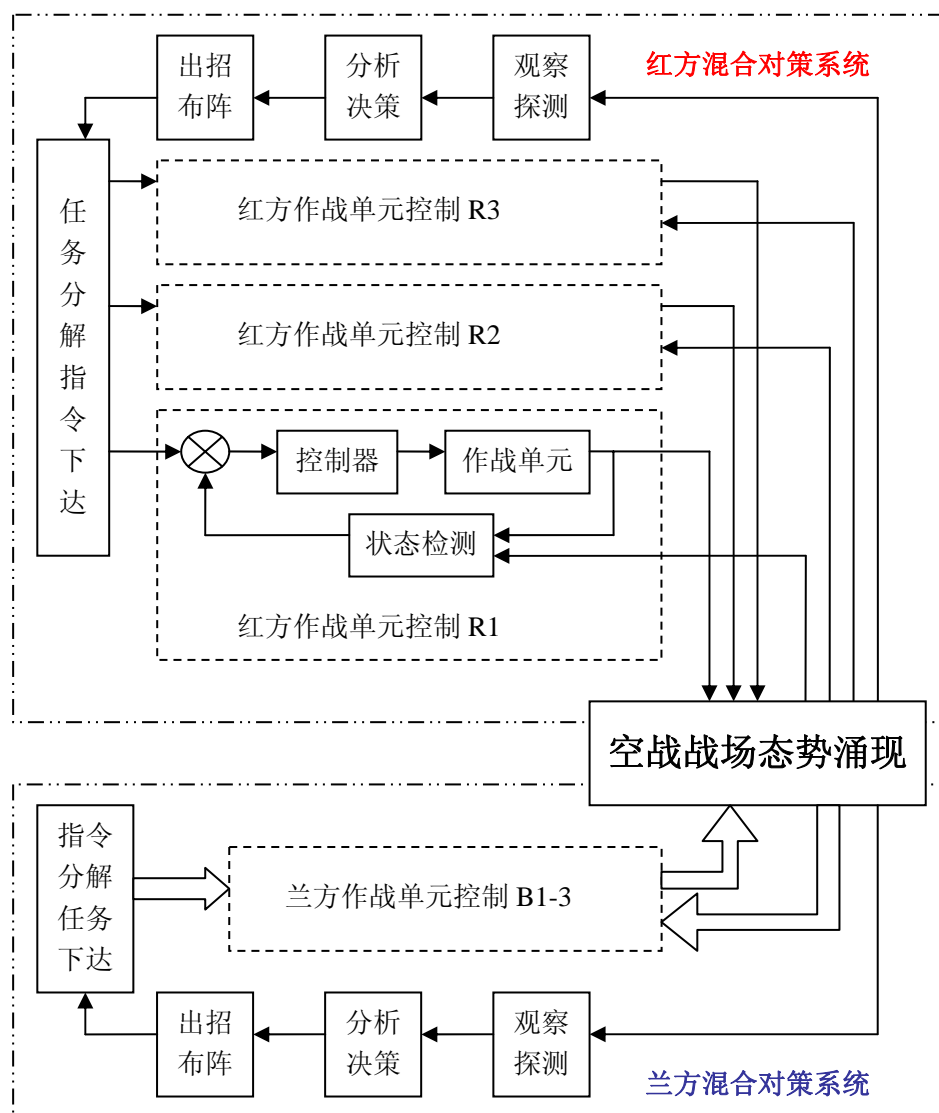 出招
布阵
分析
决策
观察
探测
红方混合对策系统
任
务
分
解
指
令
下
达
红方作战单元控制 R3
红方作战单元控制 R2
控制器
作战单元
状态检测
红方作战单元控制 R1
空战战场态势涌现
指令
分解
任务
下达
兰方作战单元控制 B1-3
出招
布阵
分析
决策
观察
探测
兰方混合对策系统